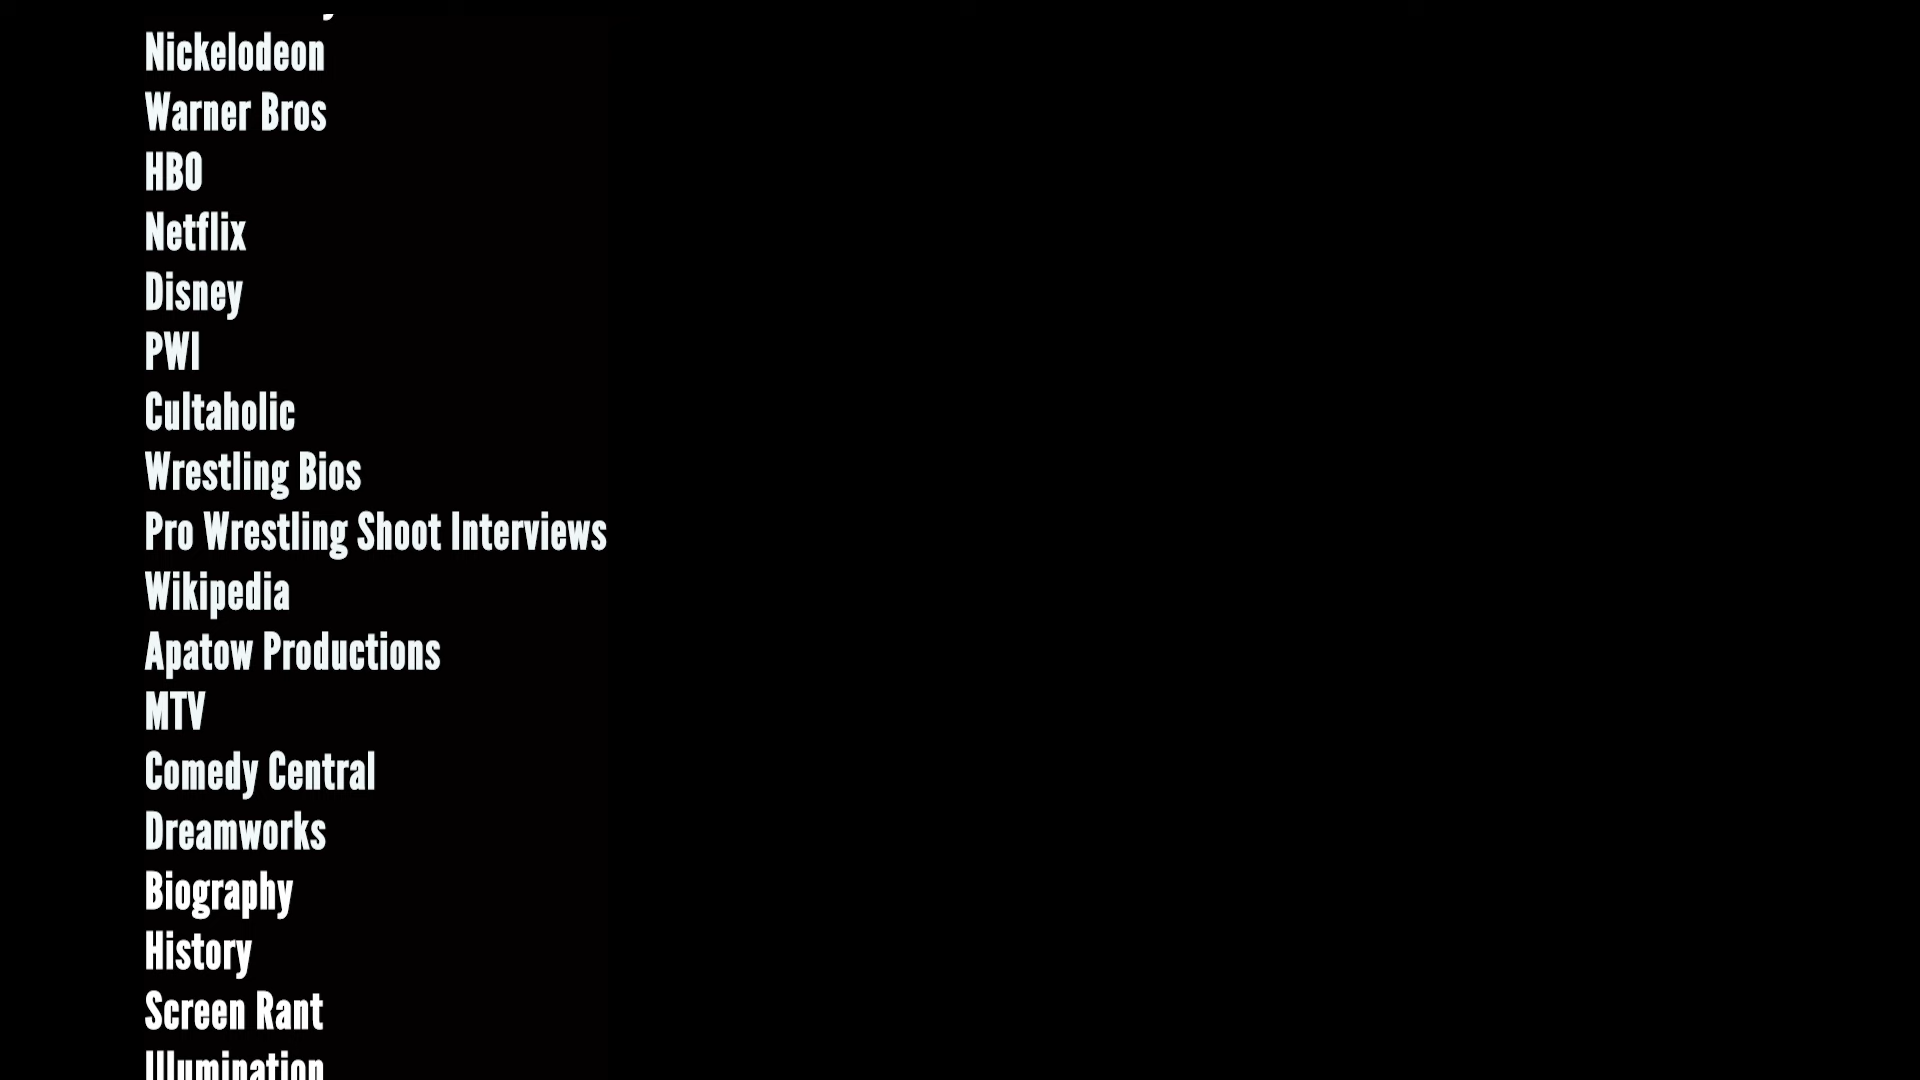 Nickelodeon
Warner Bros
HBO
Netflix
Disney
PWI
Cultaholic
Wrestling Bios
Pro Wrestling Shoot Interviews
Wikipedia
Apatow Productions
MTV
Comedy Central
Dreamworks
Biography
History
Screen Rant
Illumination